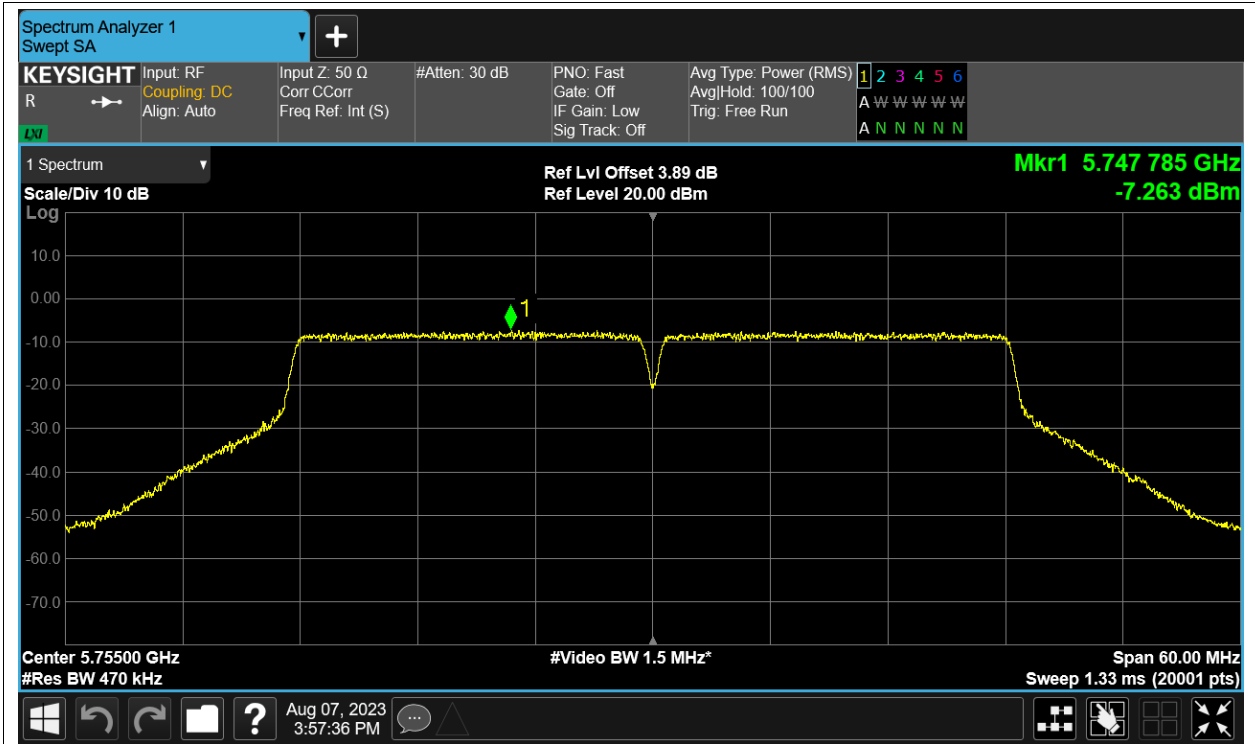 Spectrum Analyzer 1
Swept SA
KEYSIGHT
R
LXI
Input: RF
Coupling: DC
Align: Auto
Input Z: 50 Ω
Corr CCorr
Freq Ref: Int (S)
#Atten: 30 dB
PNO: Fast
Gate: Off
IF Gain: Low
Sig Track: Off
Avg Type: Power (RMS)
Avg|Hold: 100/100
Trig: Free Run
1 2 3 4 5 6
A W W W W W
A N N N N N
1 Spectrum
Scale/Div 10 dB
Ref Lvl Offset 3.89 dB
Ref Level 20.00 dBm
Mkr1 5.747 785 GHz
-7.263 dBm
Log
10.0
0.00
-10.0
-20.0
-30.0
-40.0
-50.0
-60.0
-70.0
1
Center 5.75500 GHz
#Res BW 470 kHz
#Video BW 1.5 MHz*
Span 60.00 MHz
Sweep 1.33 ms (20001 pts)
?
Aug 07, 2023
3:57:36 PM